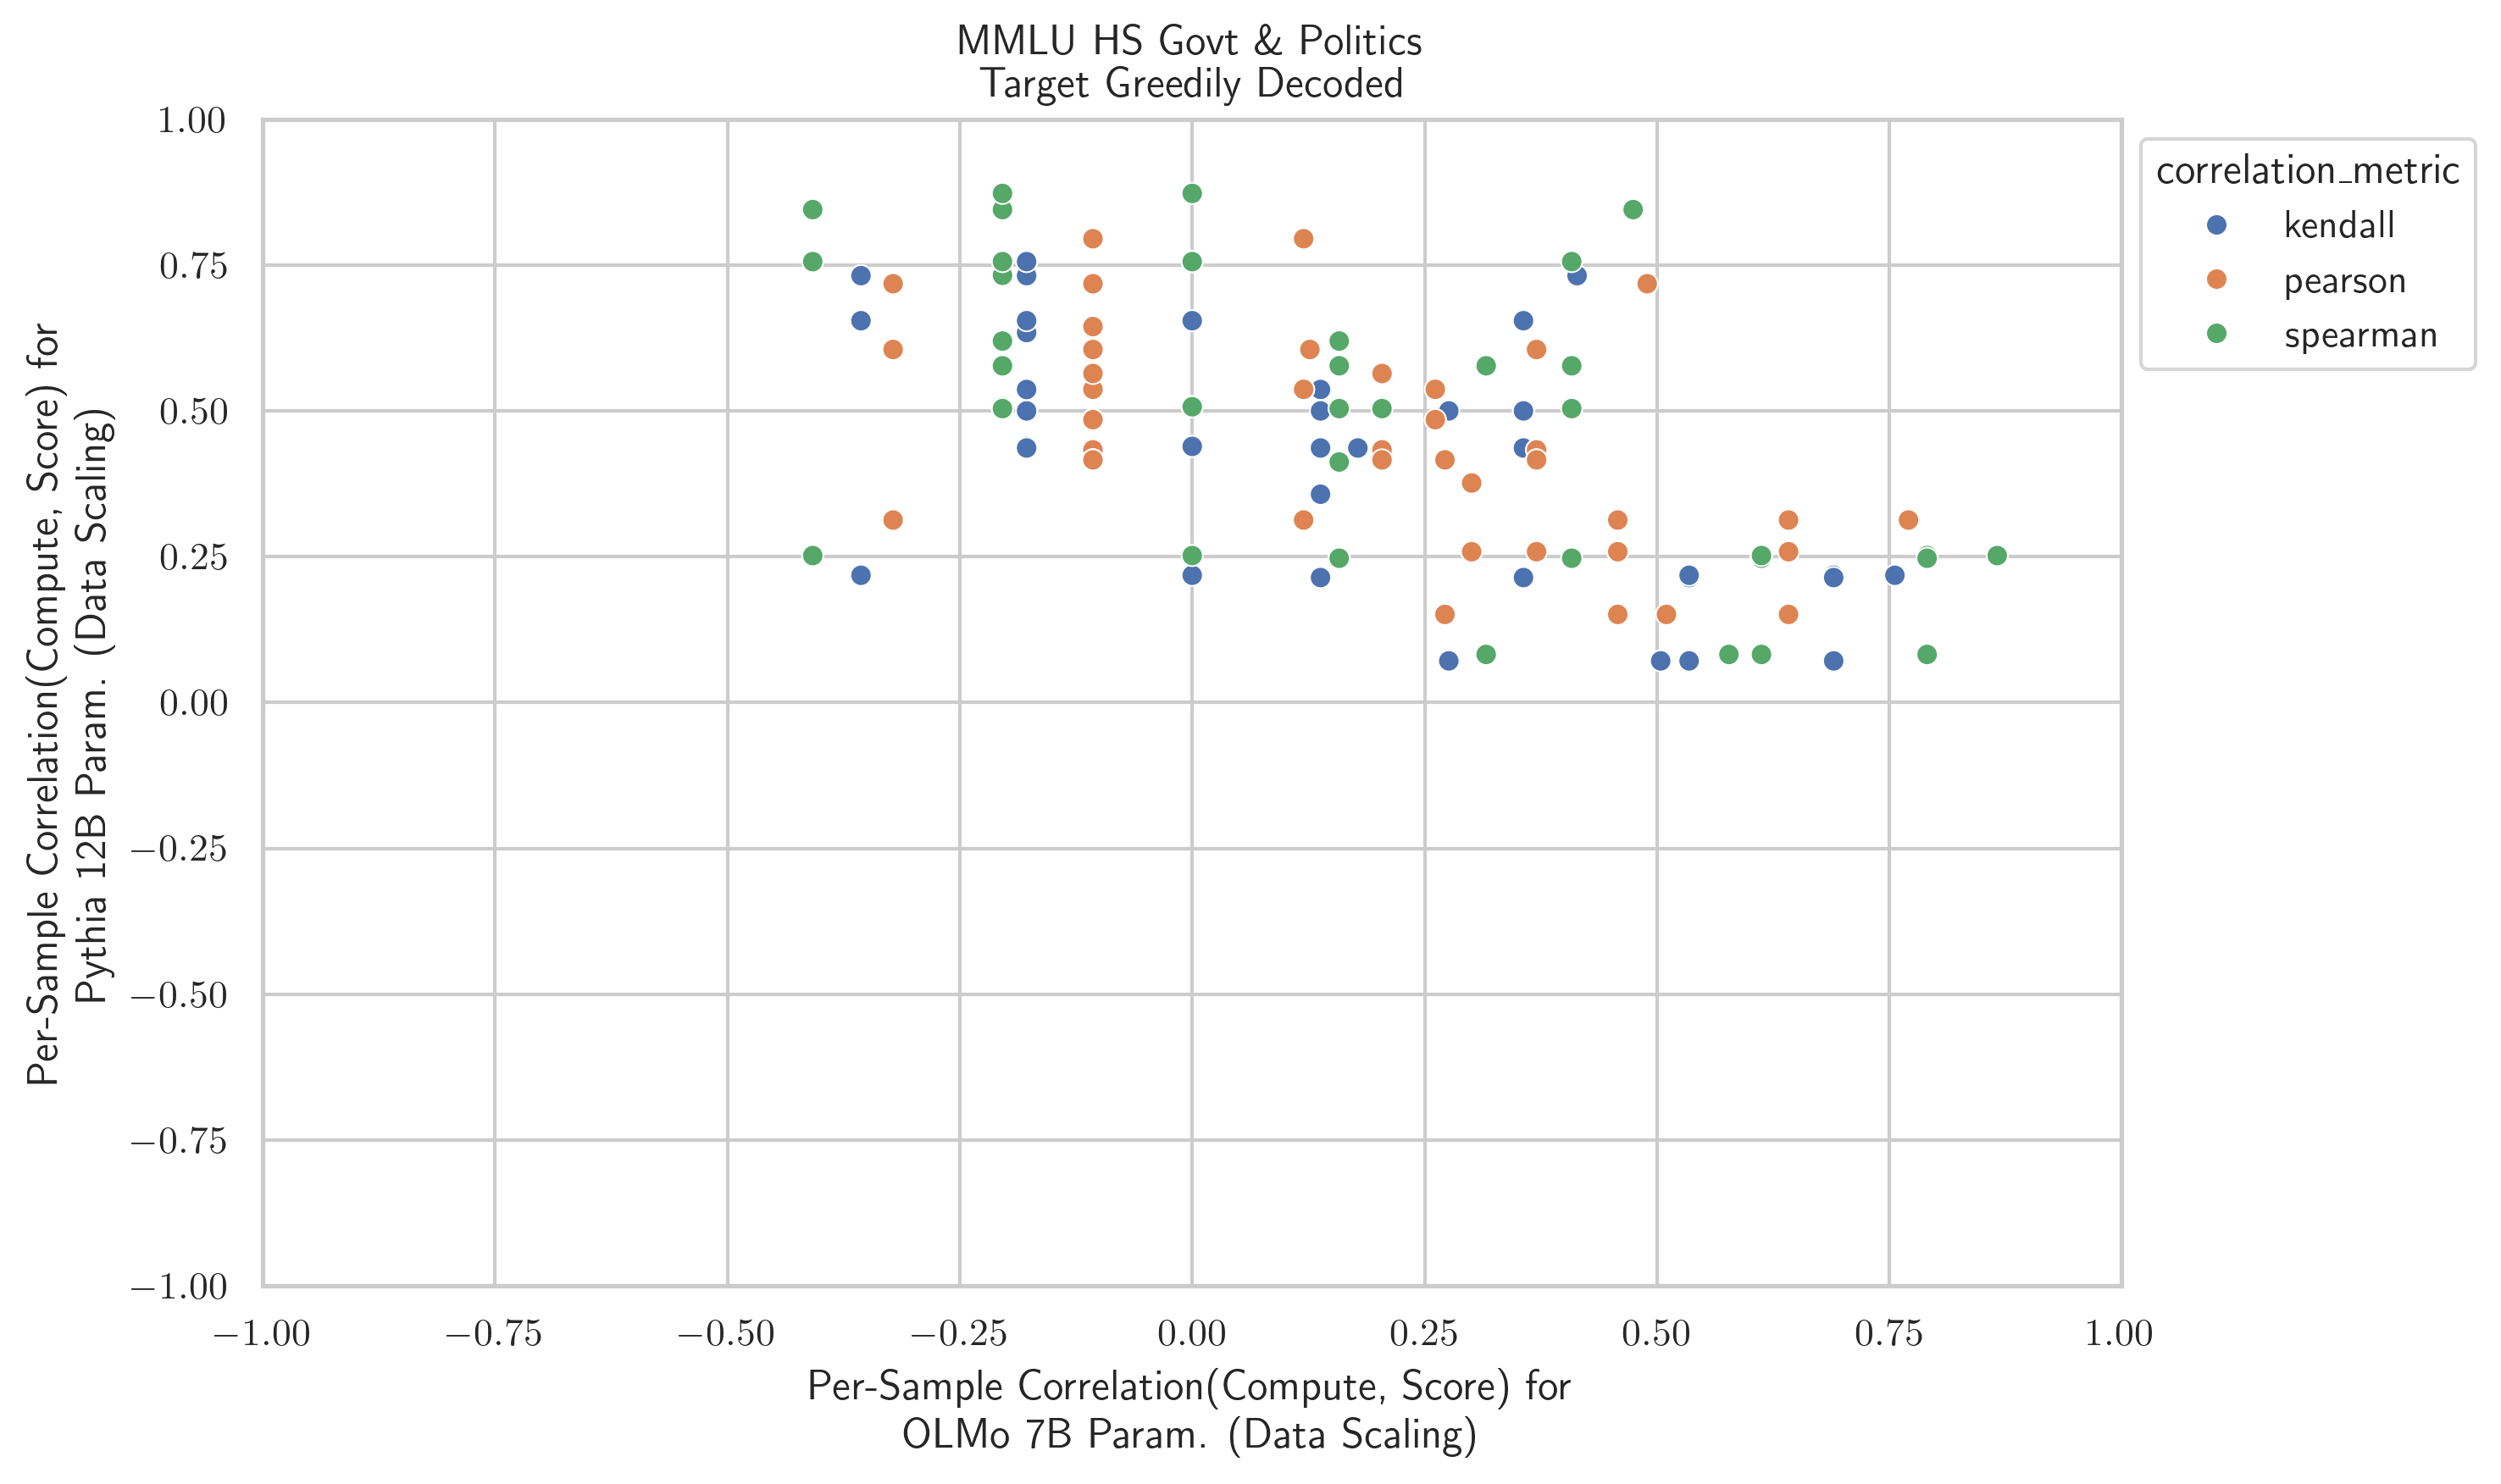 MMLU HS Govt & Politics
Target Greedily Decoded
Per-Sample Correlation(Compute, Score) for
Pythia 12B Param. (Data Scaling)
1.00
0.75
0.50
0.25
0.00
−0.25
−0.50
−0.75
−1.00
−1.00 −0.75 −0.50 −0.25 0.00 0.25 0.50 0.75 1.00
Per-Sample Correlation(Compute, Score) for
OLMo 7B Param. (Data Scaling)
correlation_metric
kendall
pearson
spearman